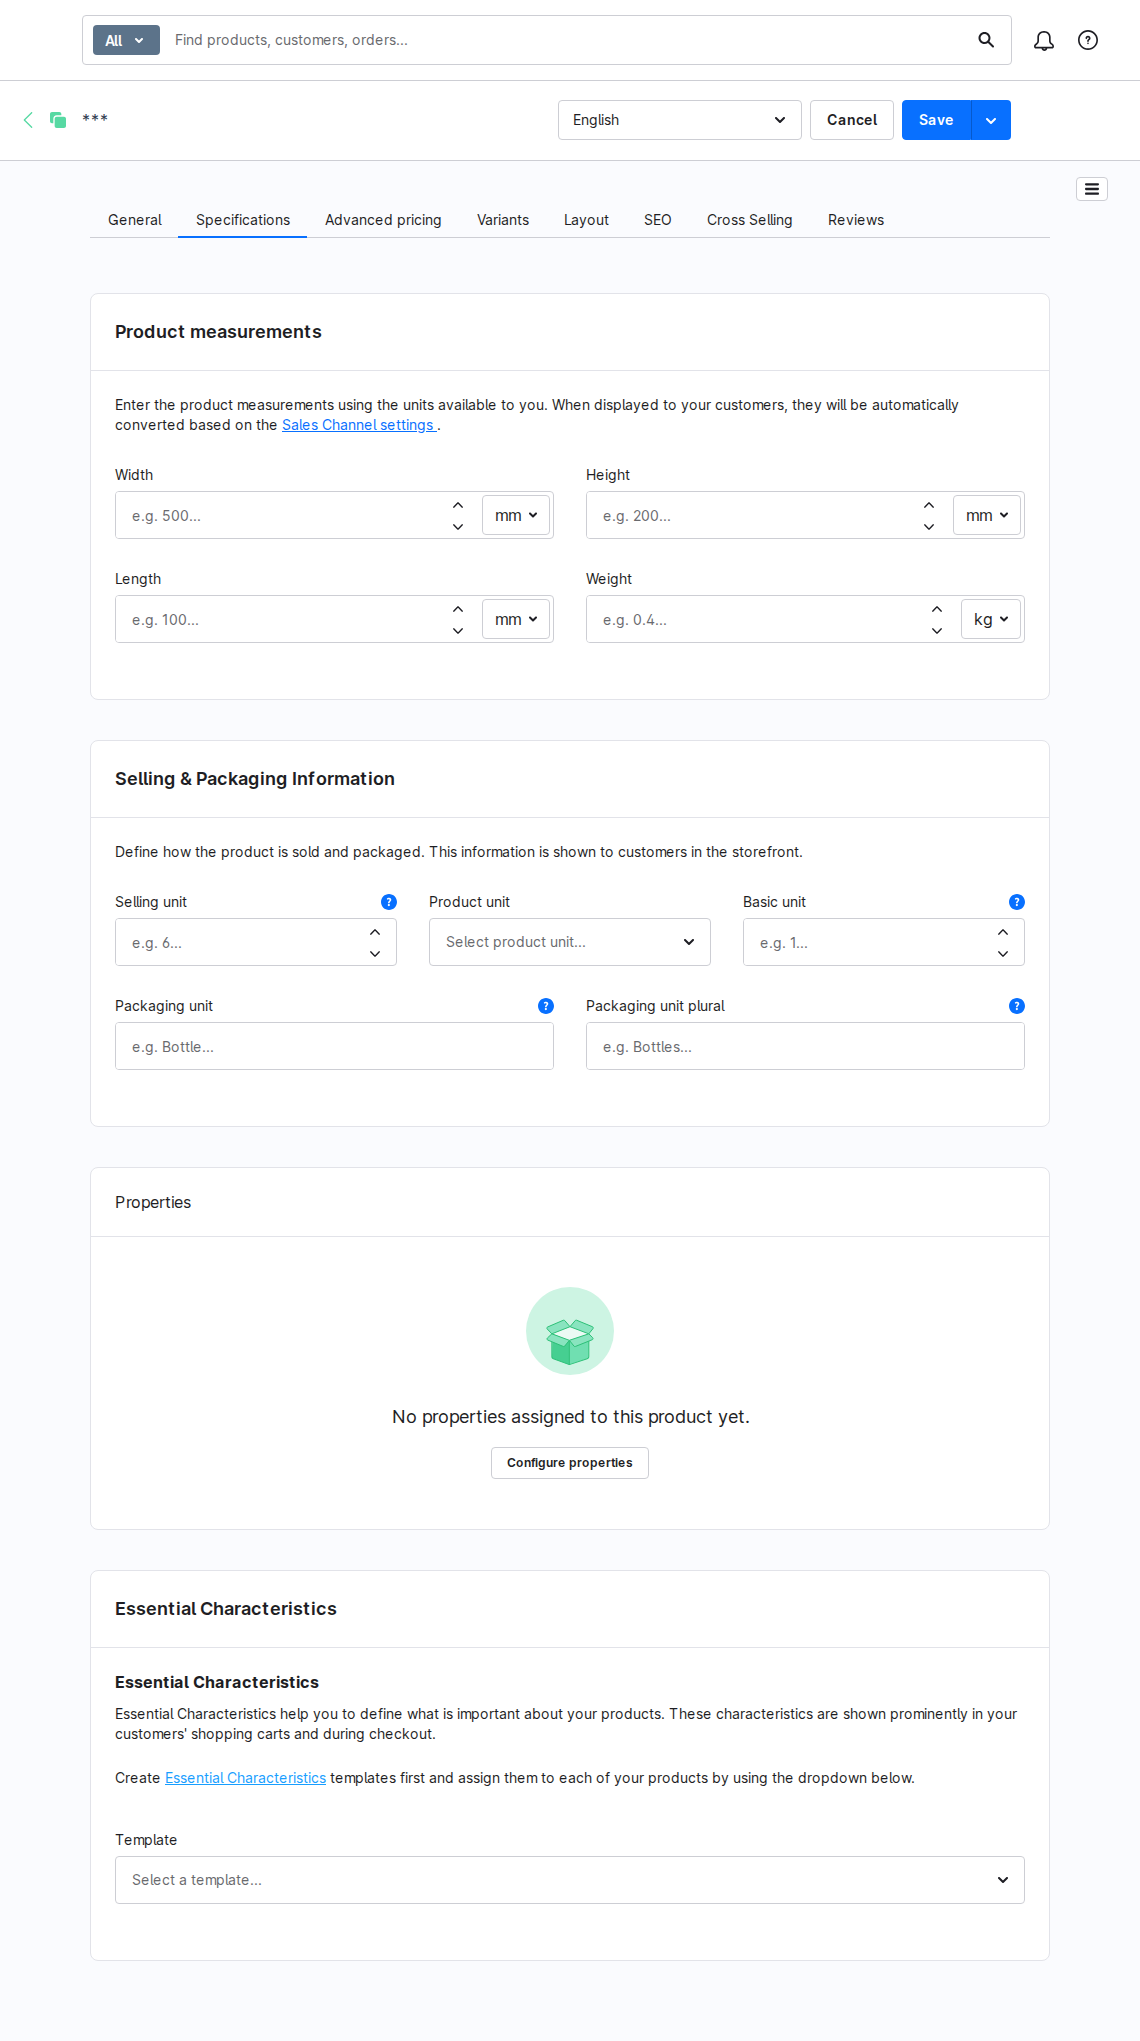 All
Find products, customers, orders...
***
English
Cancel
Save
General
Specifications
Advanced pricing
Variants
Layout
SEO
Cross Selling
Reviews
Product measurements
Enter the product measurements using the units available to you. When displayed to your customers, they will be automatically
converted based on the Sales Channel settings .
Width
Height
e.g. 500...
mm
e.g. 200...
mm
Length
Weight
e.g. 100...
mm
e.g. 0.4...
kg
Selling & Packaging Information
Define how the product is sold and packaged. This information is shown to customers in the storefront.
Selling unit
?
Product unit
Basic unit
?
e.g. 6...
Select product unit...
e.g. 1...
Packaging unit
?
Packaging unit plural
?
e.g. Bottle...
e.g. Bottles...
Properties
No properties assigned to this product yet.
Configure properties
Essential Characteristics
Essential Characteristics
Essential Characteristics help you to define what is important about your products. These characteristics are shown prominently in your
customers' shopping carts and during checkout.
Create Essential Characteristics templates first and assign them to each of your products by using the dropdown below.
Template
Select a template...